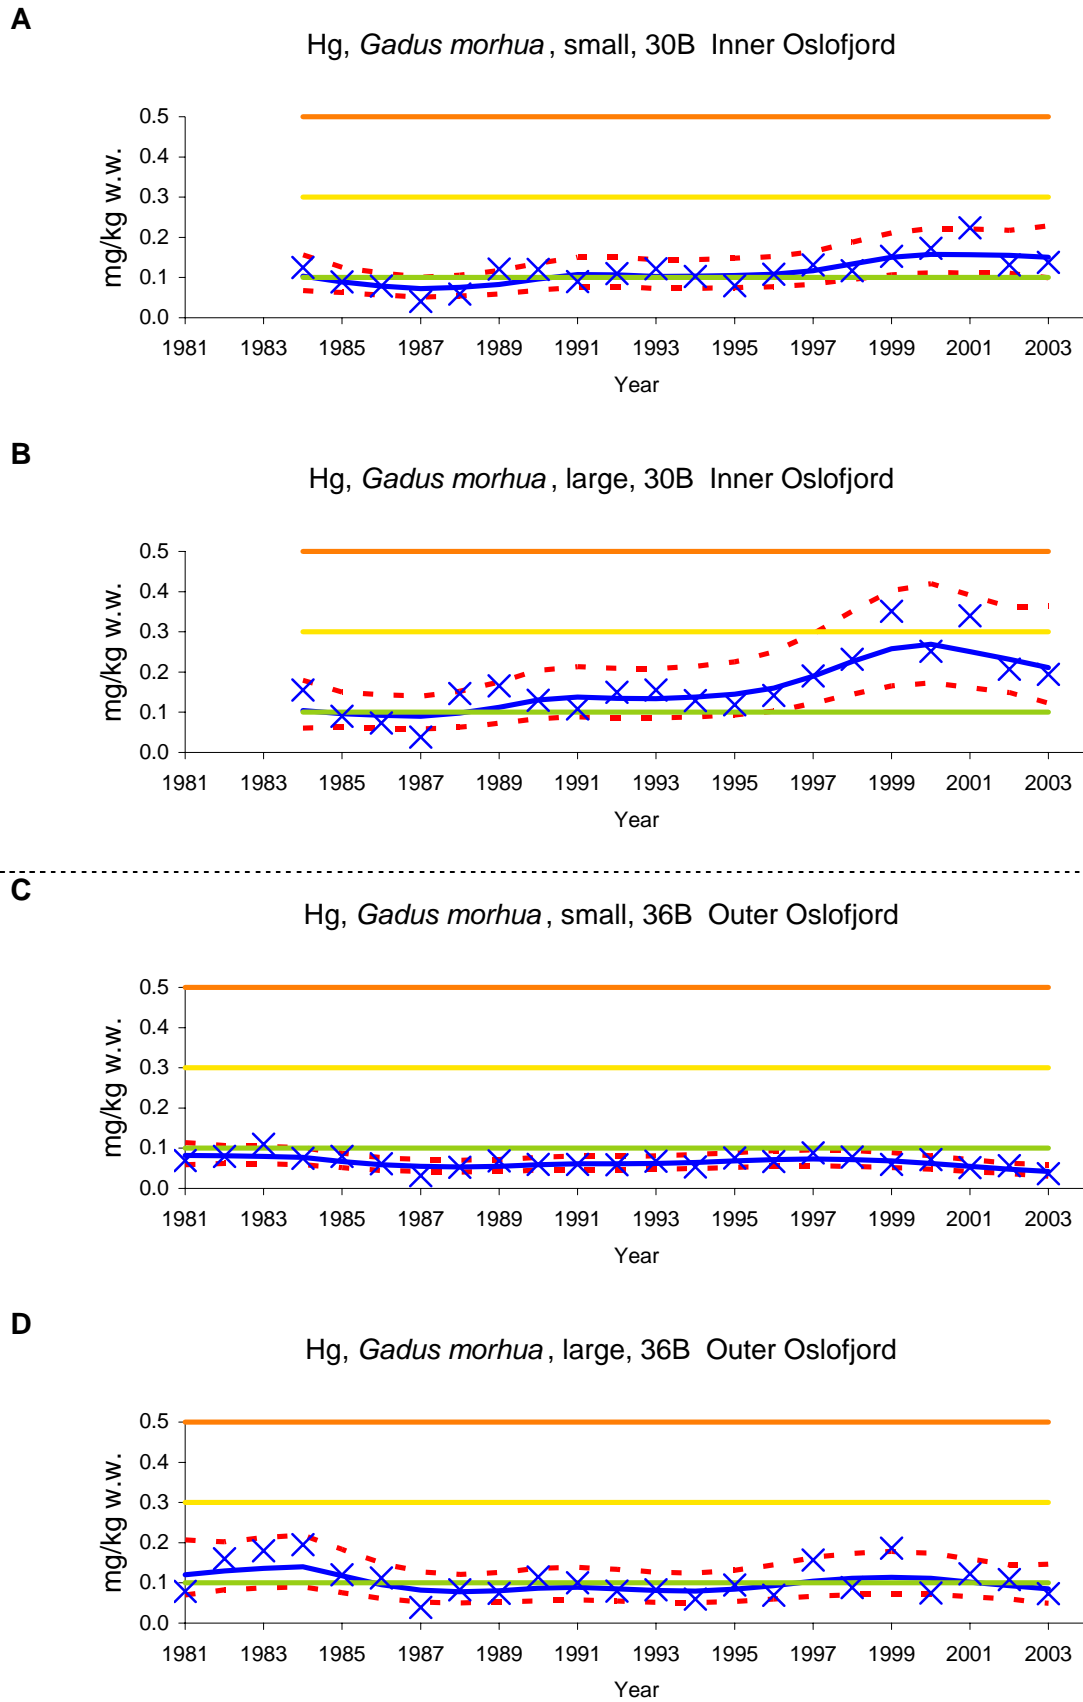 A
Hg, Gadus morhua, small, 30B Inner Oslofjord
mg/kg w.w.
0.5
0.4
0.3
0.2
0.1
0.0
1981 1983 1985 1987 1989 1991 1993 1995 1997 1999 2001 2003
Year
B
Hg, Gadus morhua, large, 30B Inner Oslofjord
mg/kg w.w.
0.5
0.4
0.3
0.2
0.1
0.0
1981 1983 1985 1987 1989 1991 1993 1995 1997 1999 2001 2003
Year
C
Hg, Gadus morhua, small, 36B Outer Oslofjord
mg/kg w.w.
0.5
0.4
0.3
0.2
0.1
0.0
1981 1983 1985 1987 1989 1991 1993 1995 1997 1999 2001 2003
Year
D
Hg, Gadus morhua, large, 36B Outer Oslofjord
mg/kg w.w.
0.5
0.4
0.3
0.2
0.1
0.0
1981 1983 1985 1987 1989 1991 1993 1995 1997 1999 2001 2003
Year